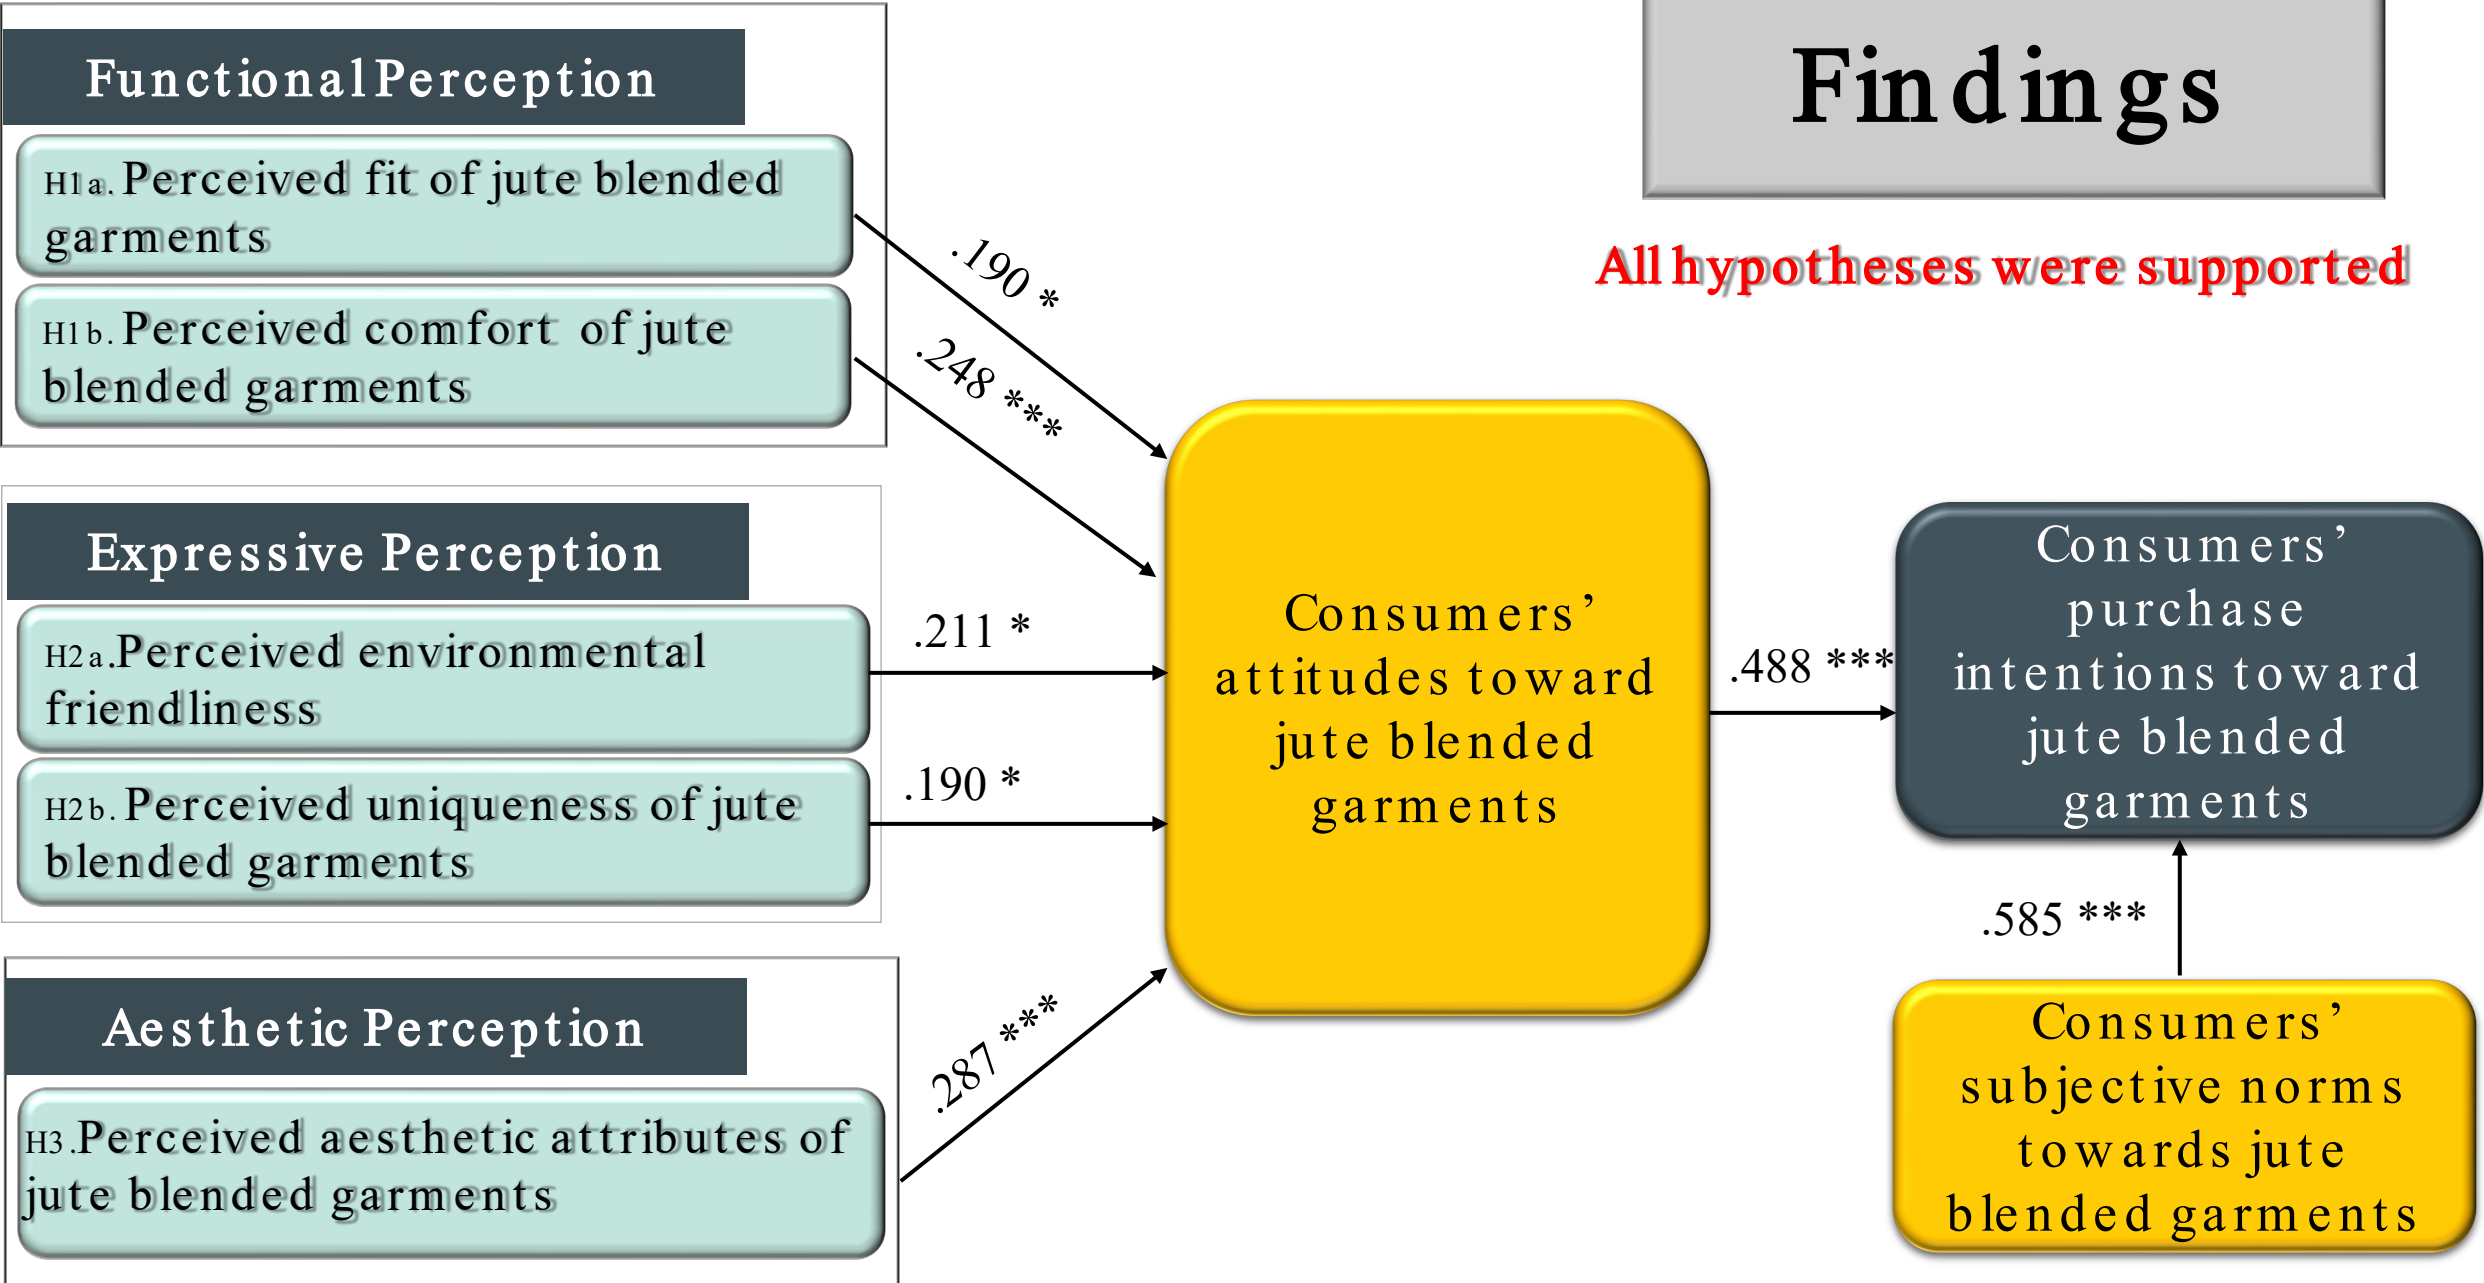 Findings
All hypotheses were supported
Functional Perception
H1a. Perceived fit of jute blended
garments
H1b. Perceived comfort of jute
blended garments
.190 *
.248 ***
Expressive Perception
H2a.Perceived environmental
friendliness
H2b. Perceived uniqueness of jute
blended garments
.211 *
.190 *
Aesthetic Perception
H3.Perceived aesthetic attributes of
jute blended garments
.287 ***
Consumers’
attitudes toward
jute blended
garments
.488 ***
Consumers’
purchase
intentions toward
jute blended
garments
.585 ***
Consumers’
subjective norms
towards jute
blended garments